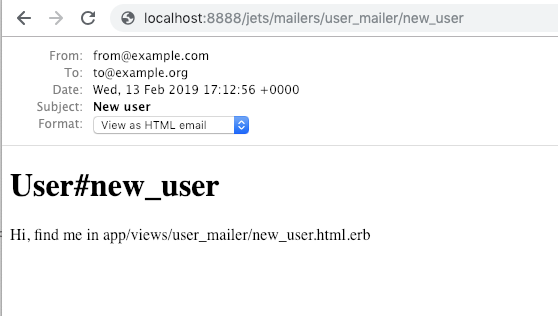 localhost:8888/jets/mailers/user_mailer/new_user
From: from@example.com
To: to@example.org
Date: Wed, 13 Feb 2019 17:12:56 +0000
Subject: New user
Format: View as HTML email
User#new_user
Hi, find me in app/views/user_mailer/new_user.html.erb